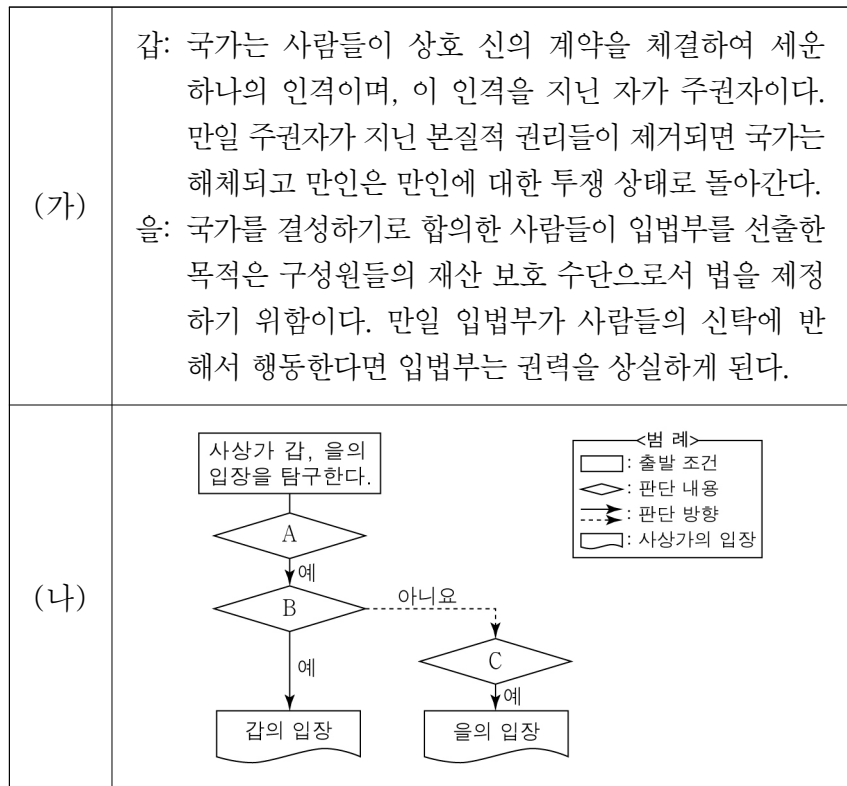 (가)
갑: 국가는 사람들이 상호 신의 계약을 체결하여 세운
하나의 인격이며, 이 인격을 지닌 자가 주권자이다.
만일 주권자가 지닌 본질적 권리들이 제거되면 국가는
해체되고 만인은 만인에 대한 투쟁 상태로 돌아간다.
을: 국가를 결성하기로 합의한 사람들이 입법부를 선출한
목적은 구성원들의 재산 보호 수단으로서 법을 제정
하기 위함이다. 만일 입법부가 사람들의 신탁에 반
해서 행동한다면 입법부는 권력을 상실하게 된다.
(나)
사상가 갑, 을의
입장을 탐구한다.
A
예
B
아니요
예
C
예
갑의 입장
을의 입장
<범 례>
: 출발 조건
: 판단 내용
: 판단 방향
: 사상가의 입장